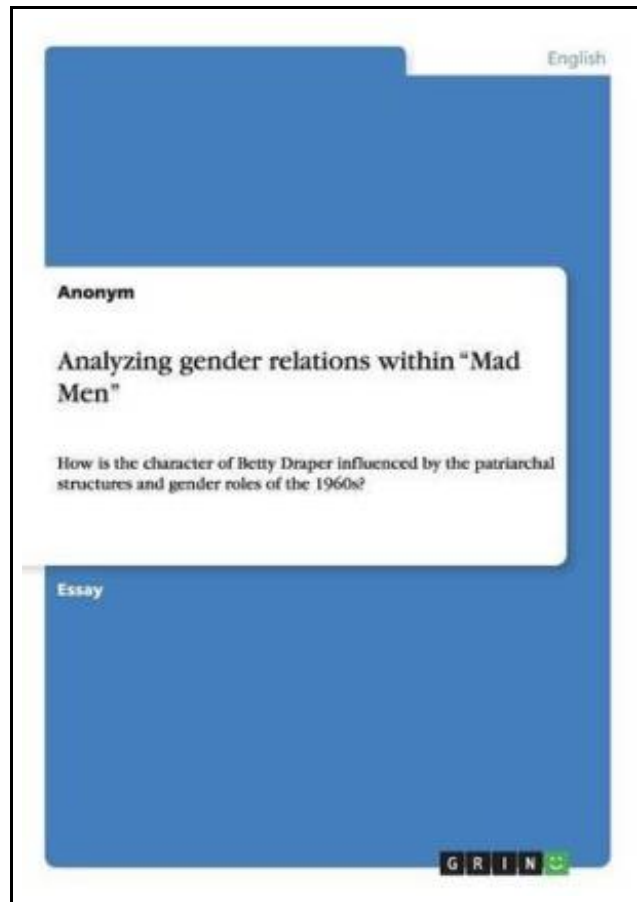 English
Anonym
Analyzing gender relations within “Mad
Men”
How is the character of Betty Draper influenced by the patriarchal
structures and gender roles of the 1960s?
Essay
GRIN